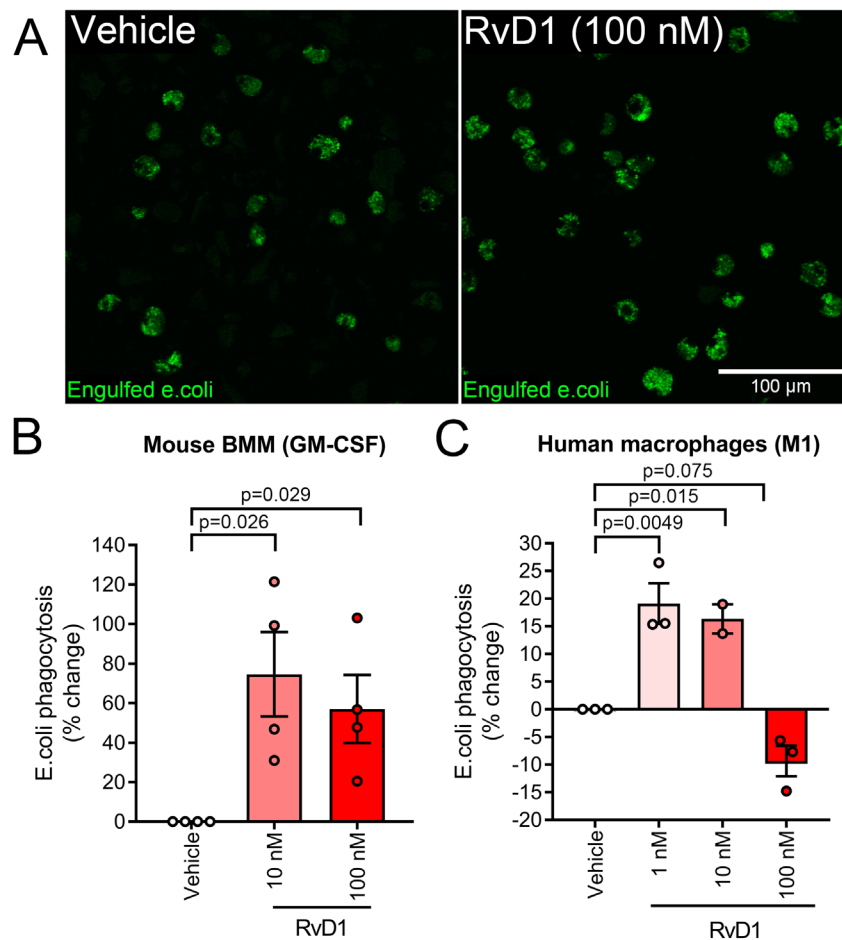 A
Vehicle
RvD1 (100 nM)
Engulfed e.coli
Engulfed e.coli
100 μm
B
Mouse BMM (GM-CSF)
p=0.029
p=0.026
E.coli phagocytosis
(% change)
140
120
100
80
60
40
20
0
Vehicle
10 nM
100 nM
RvD1
C
Human macrophages (M1)
p=0.075
p=0.015
p=0.0049
E.coli phagocytosis
(% change)
30
25
20
15
10
5
0
-5
-10
-15
-20
Vehicle
1 nM
10 nM
100 nM
RvD1